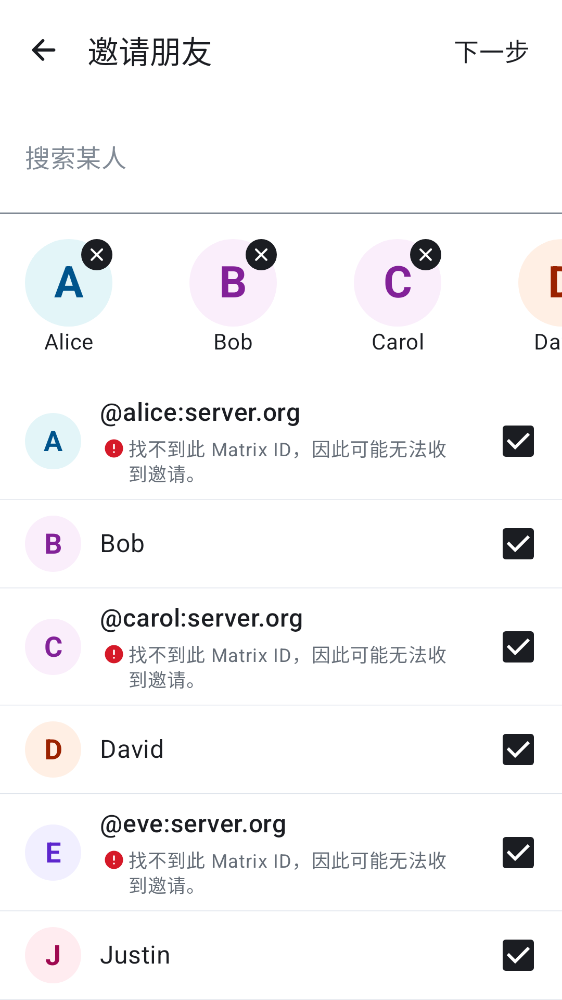 邀请朋友
下一步
搜索某人
A
B
C
D
Alice
Bob
Carol
Da
A
@alice:server.org
找不到此 Matrix ID，因此可能无法收
到邀请。
B
Bob
C
@carol:server.org
找不到此 Matrix ID，因此可能无法收
到邀请。
D
David
E
@eve:server.org
找不到此 Matrix ID，因此可能无法收
到邀请。
J
Justin